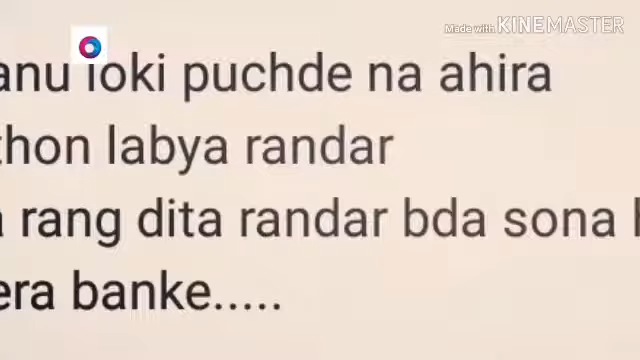 Made with KINEMASTER
anu loki puchde na ahira
thon labya randar
rang dita randar bda sona
era banke.....